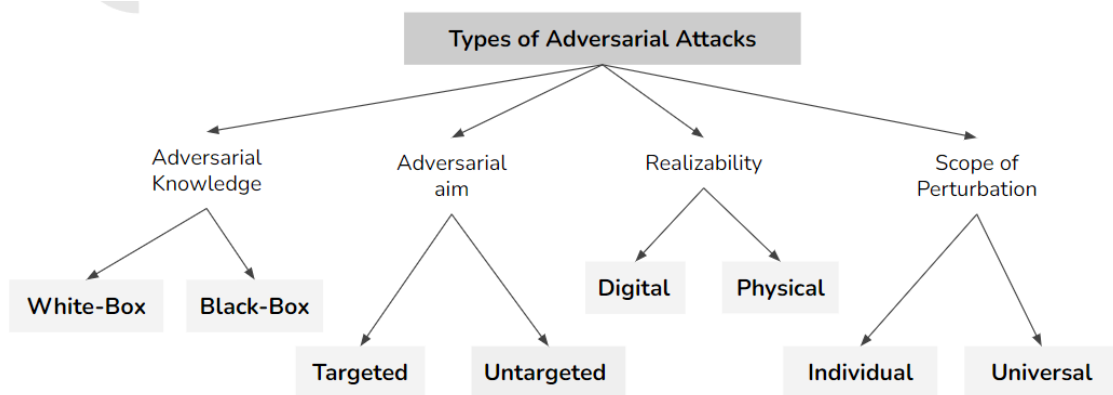 Types of Adversarial Attacks
Adversarial
Knowledge
Adversarial
aim
Realizability
Scope of
Perturbation
White-Box
Black-Box
Targeted
Untargeted
Digital
Physical
Individual
Universal